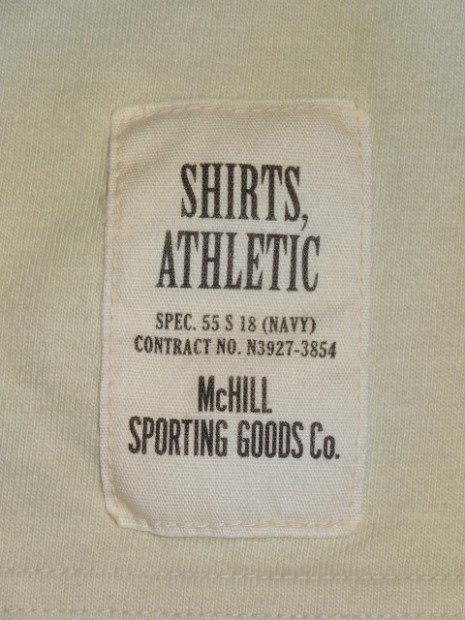 SHIRTS,
ATHLETIC
SPEC. 55 S 18 (NAVY)
CONTRACT NO. N3927-3854
McHILL
SPORTING GOODS Co.